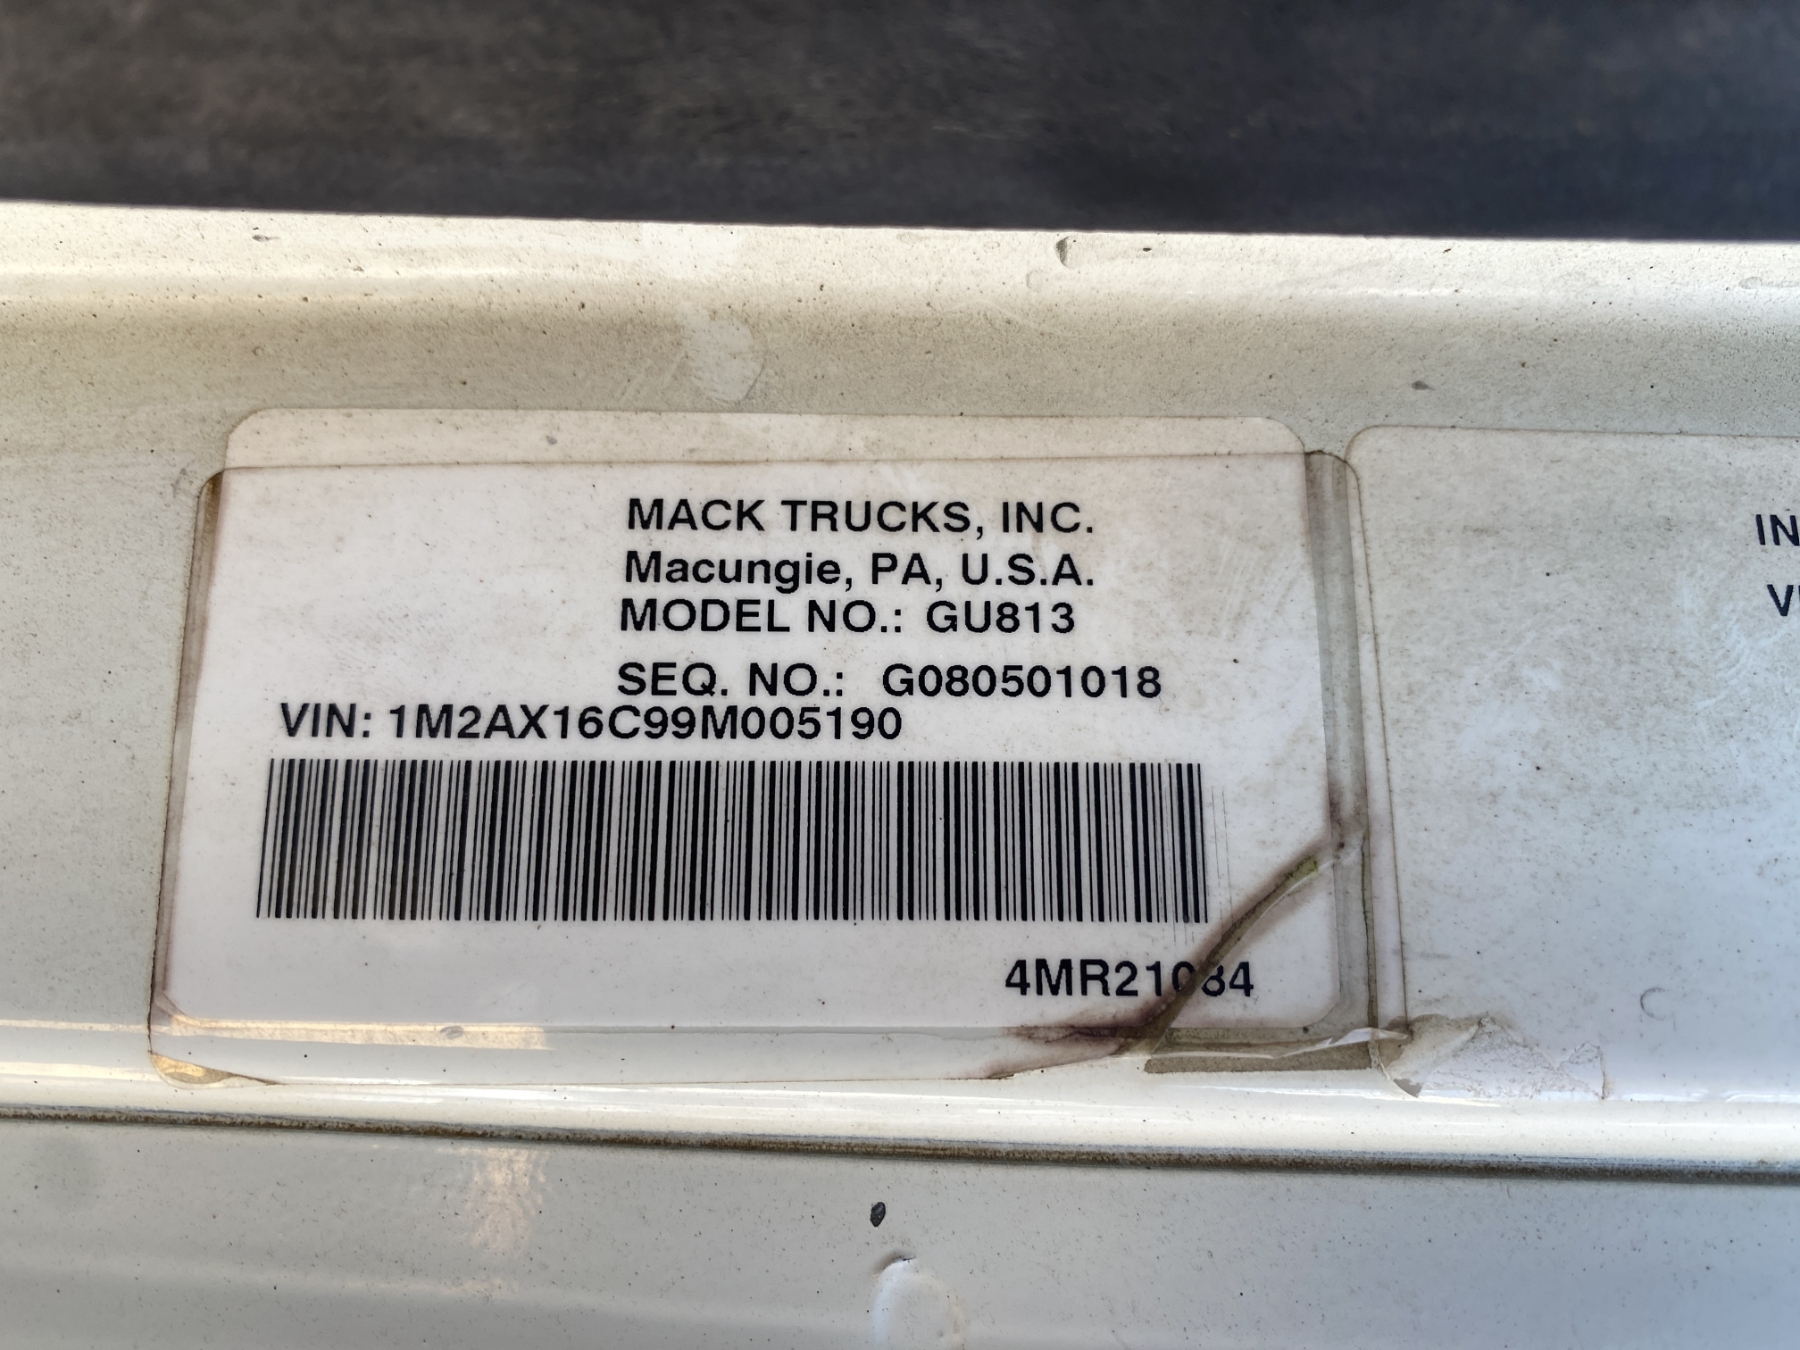 MACK TRUCKS, INC.
Macungie, PA, U.S.A.
MODEL NO.: GU813
SEQ. NO.: G080501018
VIN: 1M2AX16C99M005190